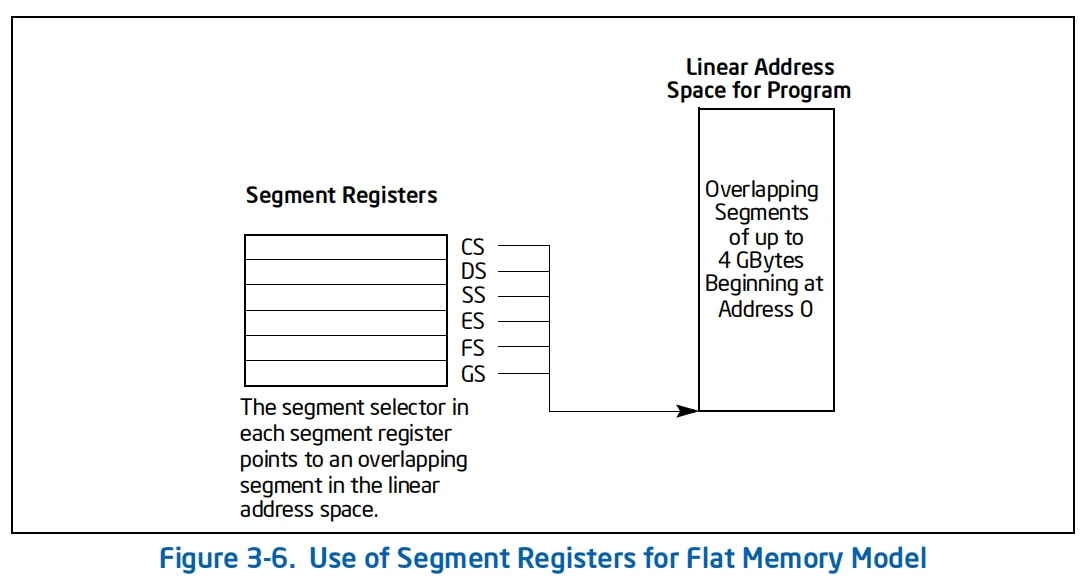 Linear Address
Space for Program
Overlapping
Segments
of up to
4 GBytes
Beginning at
Address 0
Segment Registers
CS
DS
SS
ES
FS
GS
The segment selector in
each segment register
points to an overlapping
segment in the linear
address space.
Figure 3-6. Use of Segment Registers for Flat Memory Model